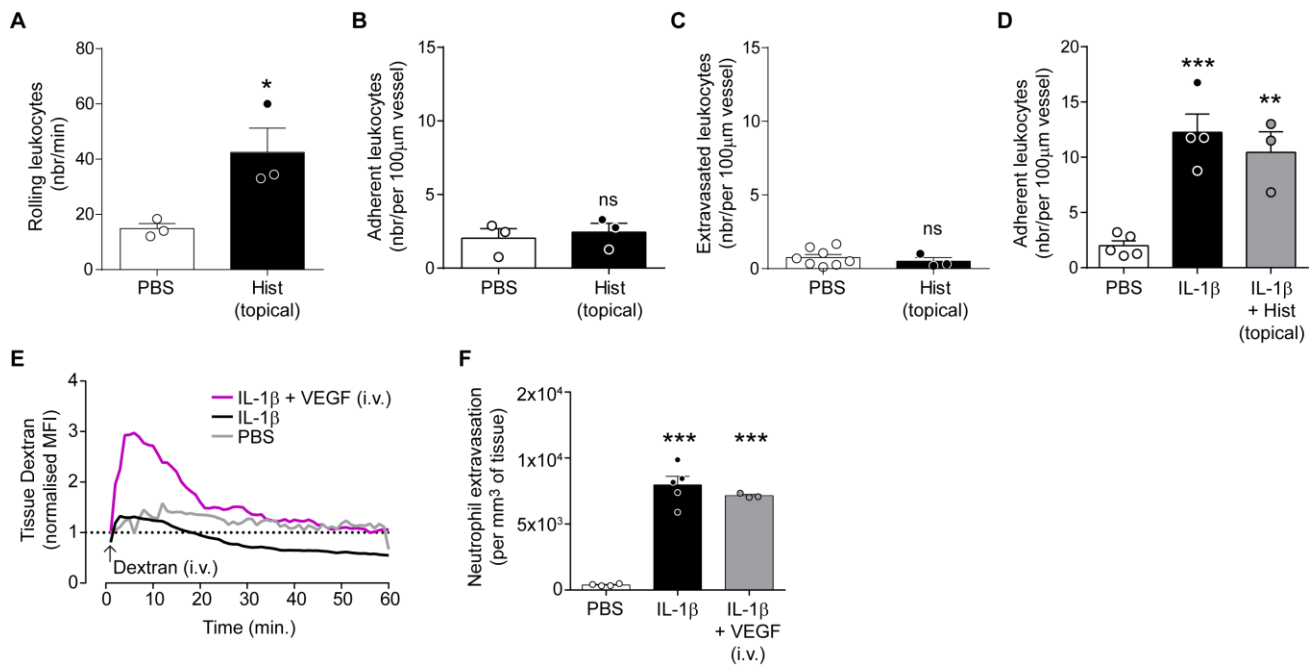 A
Rolling leukocytes
(nbr/min)
80
60
40
20
0
*
PBS
Hist
(topical)
B
Adherent leukocytes
(nbr/per 100μm vessel)
15
10
5
0
ns
PBS
Hist
(topical)
C
Extravasated leukocytes
(nbr/per 100μm vessel)
15
10
5
0
ns
PBS
Hist
(topical)
D
Adherent leukocytes
(nbr/per 100μm vessel)
20
15
10
5
0
***
**
PBS
IL-1β
IL-1β
+ Hist
(topical)
E
Tissue Dextran
(normalised MFI)
4
3
2
1
0
IL-1β + VEGF (i.v.)
IL-1β
PBS
Dextran (i.v.)
0 10 20 30 40 50 60
Time (min.)
F
Neutrophil extravasation
(per mm³ of tissue)
2x10⁴
1x10⁴
5x10³
0
***
***
PBS
IL-1β
IL-1β
+ VEGF
(i.v.)